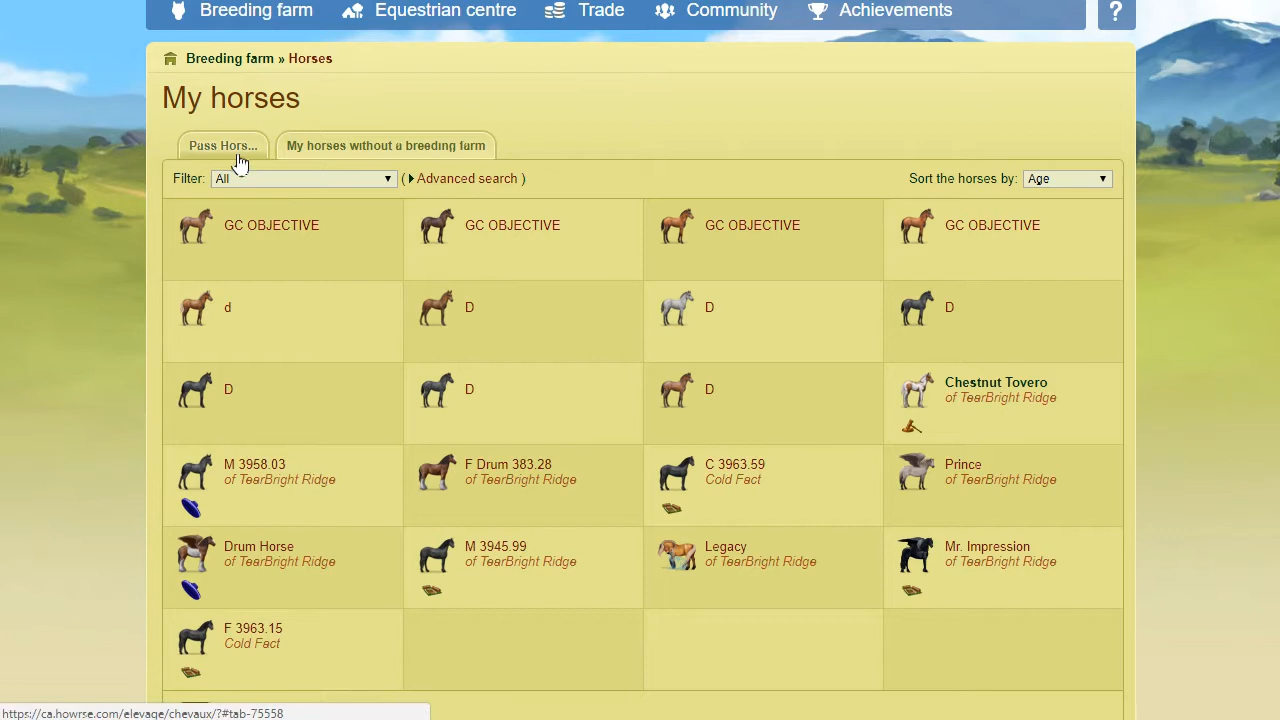 Breeding farm Equestrian centre Trade Community Achievements ?
Breeding farm » Horses
My horses
Pass Hors... My horses without a breeding farm
Filter: All ( Advanced search ) Sort the horses by: Age
GC OBJECTIVE GC OBJECTIVE GC OBJECTIVE GC OBJECTIVE
d D D D
D D D Chestnut Tovero
of TearBright Ridge
M 3958.03 F Drum 383.28 C 3963.59 Prince
of TearBright Ridge of TearBright Ridge Cold Fact of TearBright Ridge
Drum Horse M 3945.99 Legacy Mr. Impression
of TearBright Ridge of TearBright Ridge of TearBright Ridge of TearBright Ridge
F 3963.15
Cold Fact
https://ca.howrse.com/elevage/chevaux/?#tab-75558